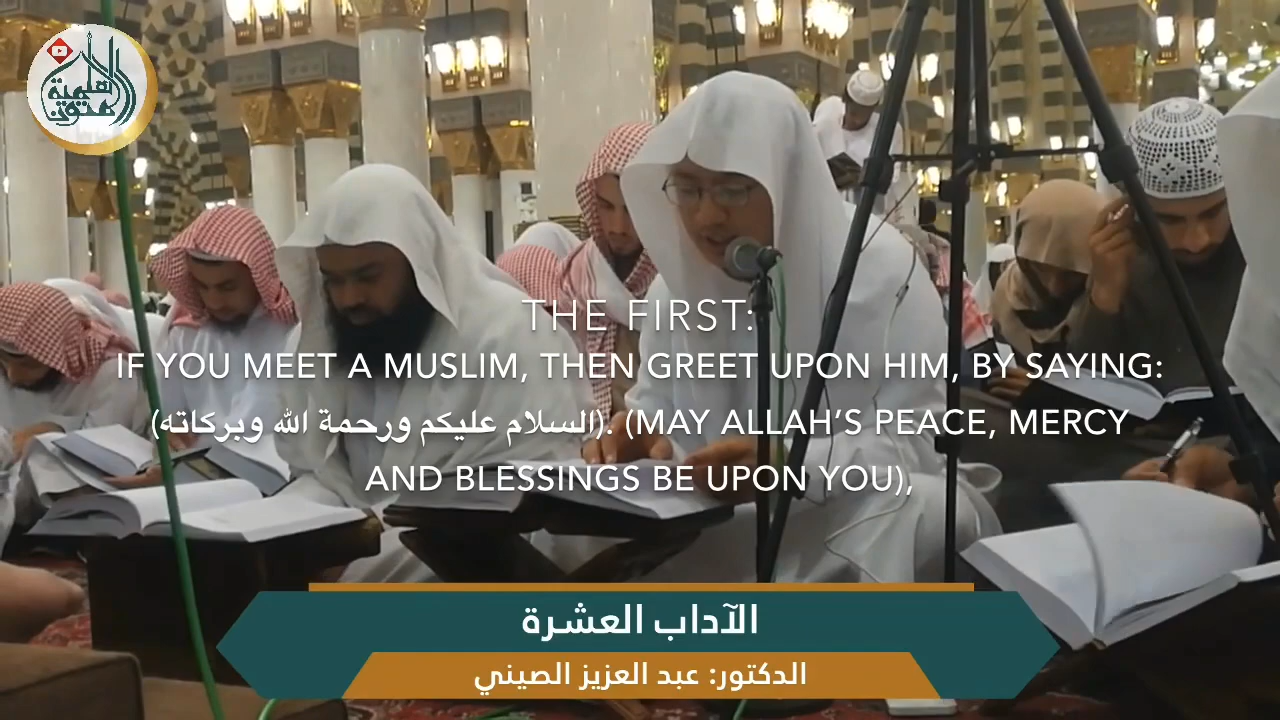 THE FIRST:
IF YOU MEET A MUSLIM, THEN GREET UPON HIM, BY SAYING:
(السلام عليكم ورحمة الله وبركاته). (MAY ALLAH’S PEACE, MERCY
AND BLESSINGS BE UPON YOU),
الآداب العشرة
الدكتور: عبد العزيز الصيني